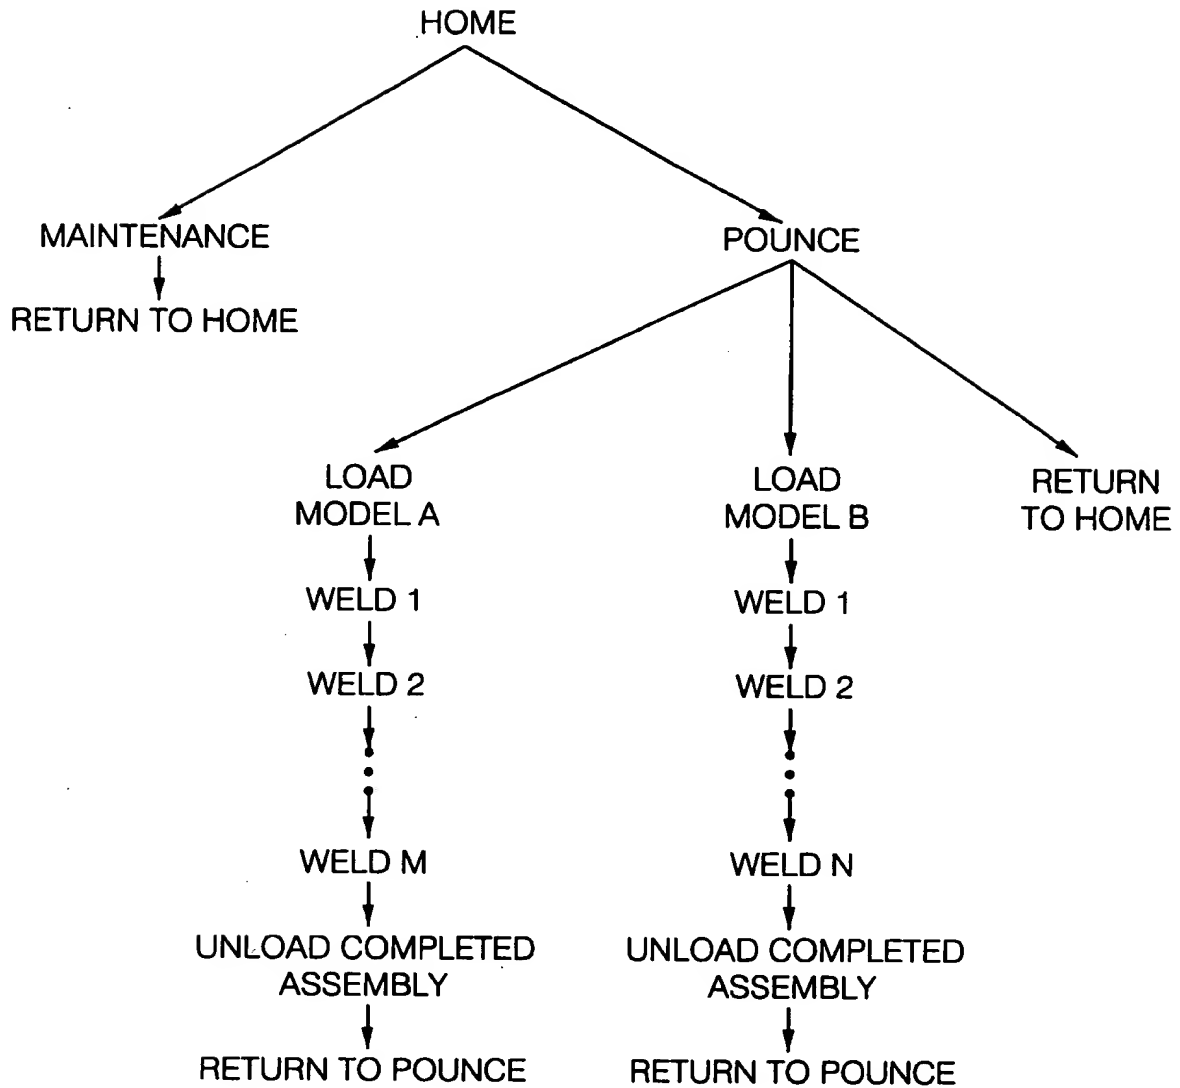 HOME
MAINTENANCE
POUNCE
RETURN TO HOME
LOAD
MODEL A
LOAD
MODEL B
RETURN
TO HOME
WELD 1
WELD 1
WELD 2
WELD 2
WELD M
WELD N
UNLOAD COMPLETED
ASSEMBLY
UNLOAD COMPLETED
ASSEMBLY
RETURN TO POUNCE
RETURN TO POUNCE